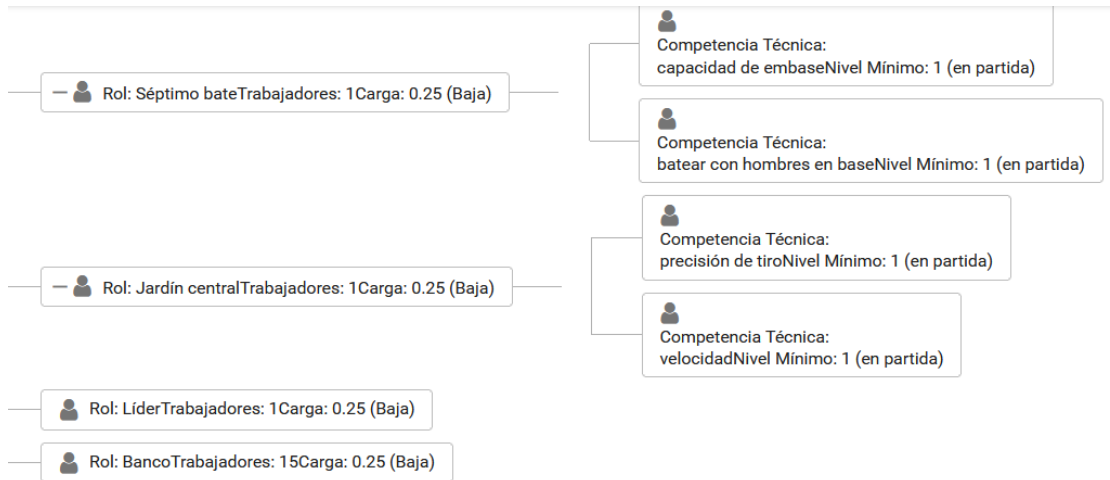 Competencia Técnica:
capacidad de embaseNivel Mínimo: 1 (en partida)
Rol: Séptimo bateTrabajadores: 1Carga: 0.25 (Baja)
Competencia Técnica:
batear con hombres en baseNivel Mínimo: 1 (en partida)
Competencia Técnica:
precisión de tiroNivel Mínimo: 1 (en partida)
Rol: Jardín centralTrabajadores: 1Carga: 0.25 (Baja)
Competencia Técnica:
velocidadNivel Mínimo: 1 (en partida)
Rol: LíderTrabajadores: 1Carga: 0.25 (Baja)
Rol: BancoTrabajadores: 15Carga: 0.25 (Baja)